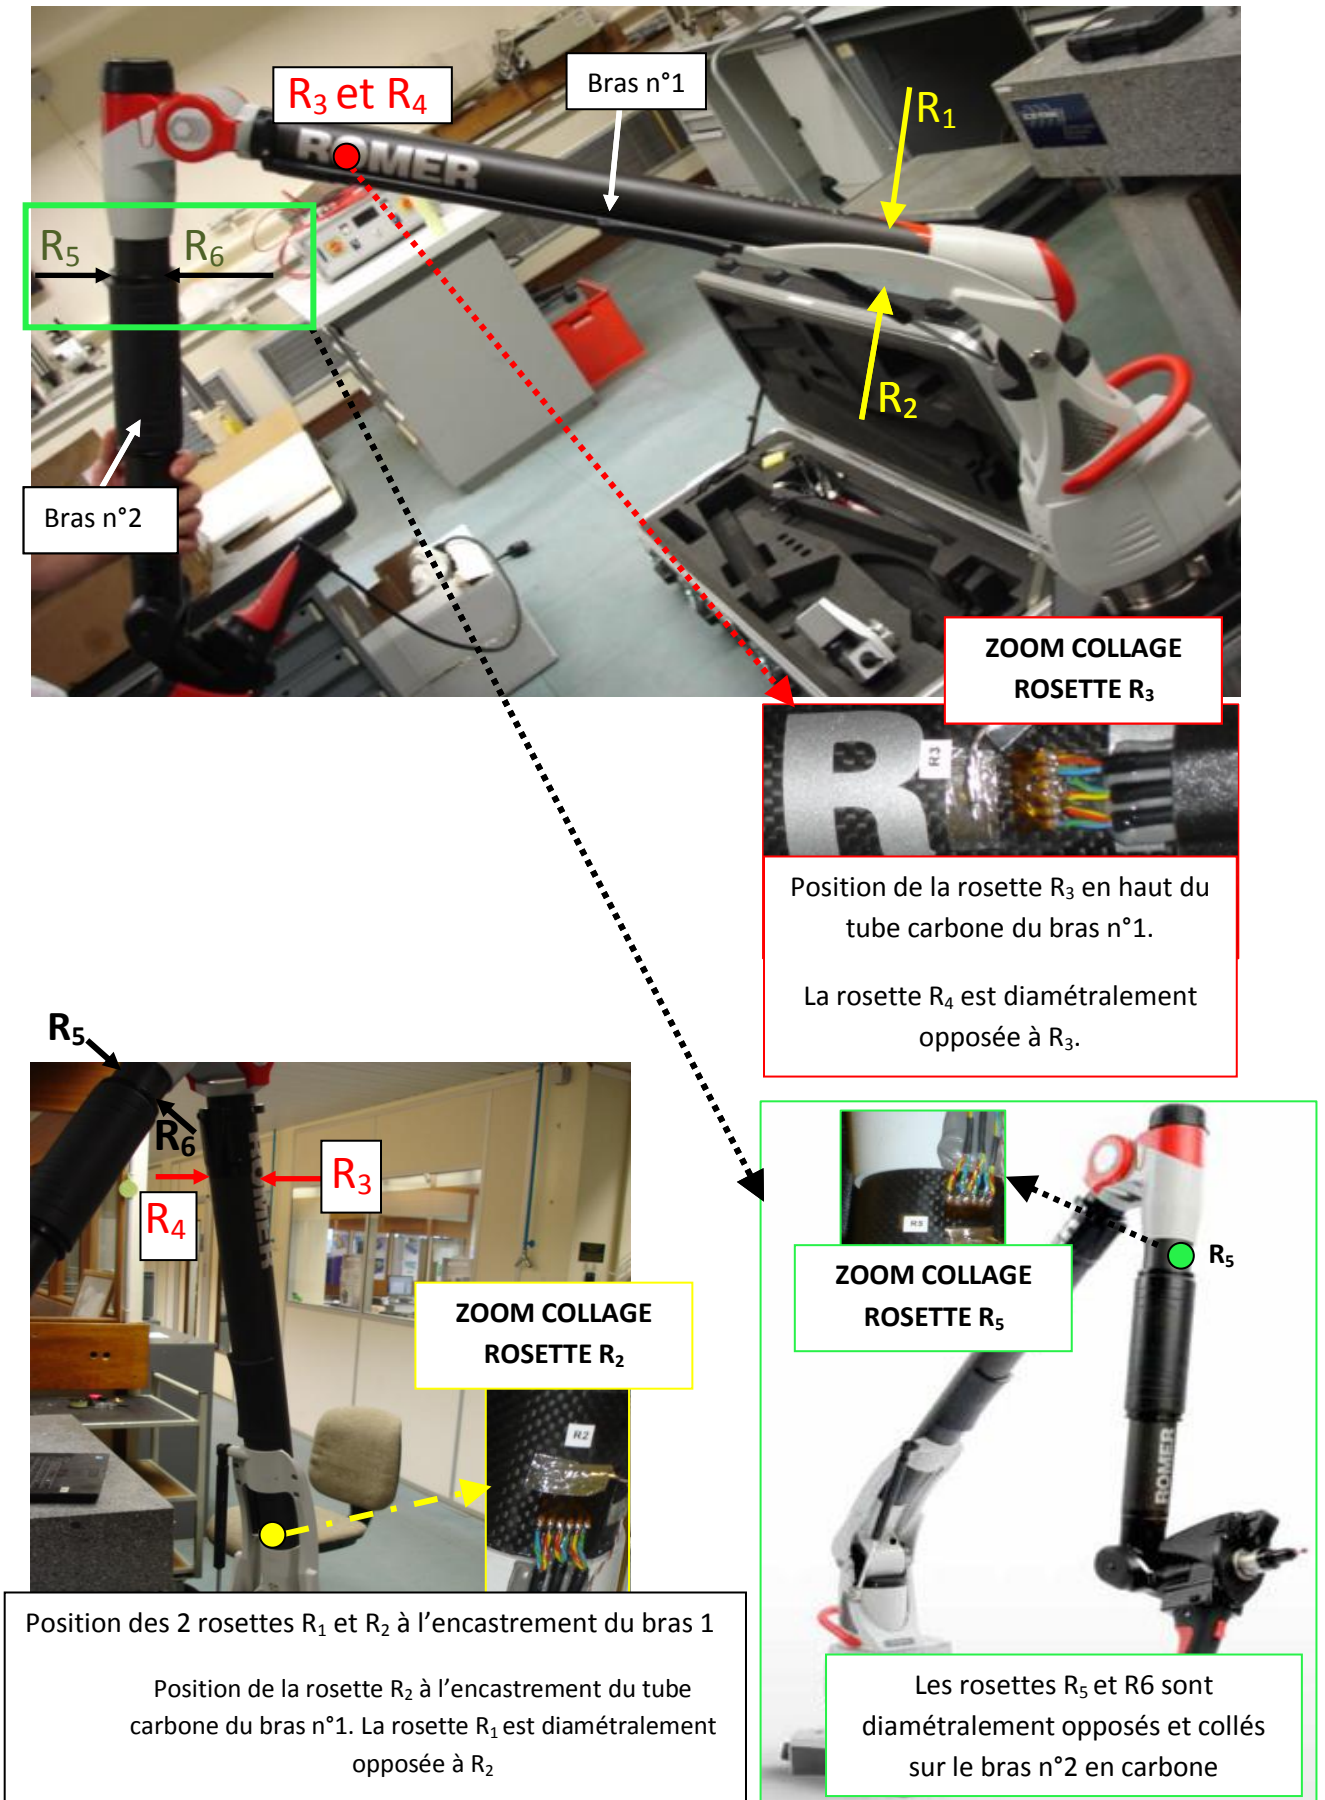 R₃ et R₄
Bras n°1
R₁
ROMER
R₅
R₆
R₂
Bras n°2
ZOOM COLLAGE
ROSETTE R₃
R
R3
Position de la rosette R₃ en haut du
tube carbone du bras n°1.
La rosette R₄ est diamétralement
opposée à R₃.
R₅
R₆
R₃
R₄
ROMER
ZOOM COLLAGE
ROSETTE R₂
R2
Position des 2 rosettes R₁ et R₂ à l’encastrement du bras 1
Position de la rosette R₂ à l’encastrement du tube
carbone du bras n°1. La rosette R₁ est diamétralement
opposée à R₂
ZOOM COLLAGE
ROSETTE R₅
R₅
ROMER
Les rosettes R₅ et R6 sont
diamétralement opposés et collés
sur le bras n°2 en carbone